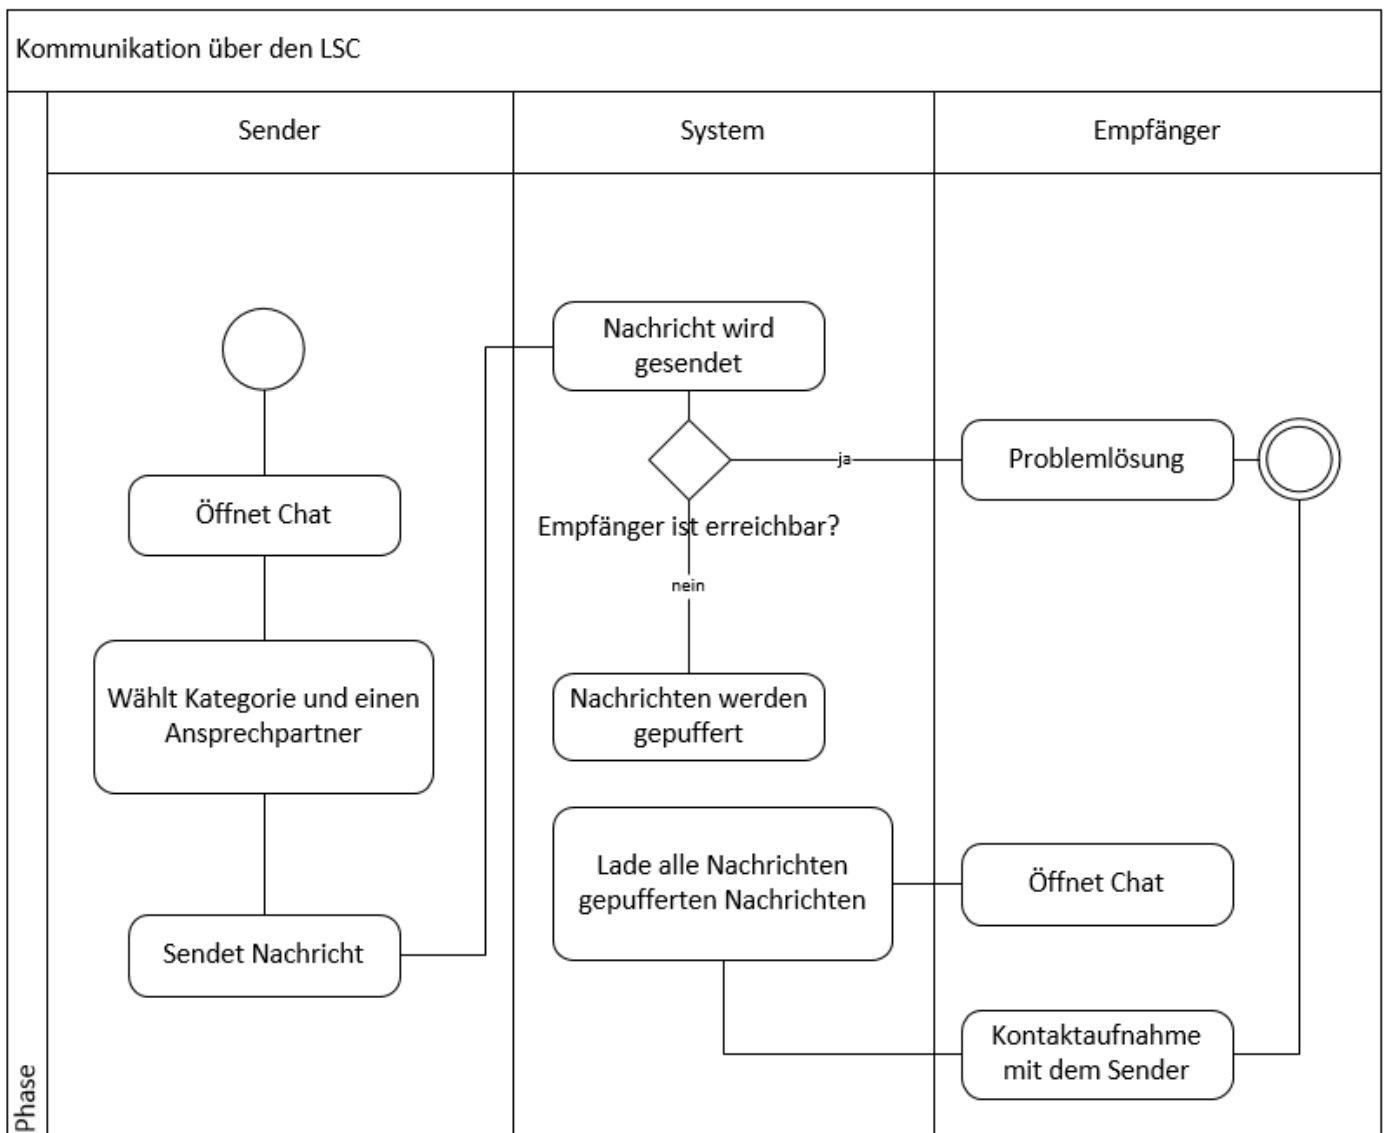 Kommunikation über den LSC
Sender
System
Empfänger
Nachricht wird
gesendet
ja
Problemlösung
Öffnet Chat
Empfänger ist erreichbar?
nein
Wählt Kategorie und einen
Ansprechpartner
Nachrichten werden
gepuffert
Lade alle Nachrichten
gepufferten Nachrichten
Öffnet Chat
Sendet Nachricht
Kontaktaufnahme
mit dem Sender
Phase